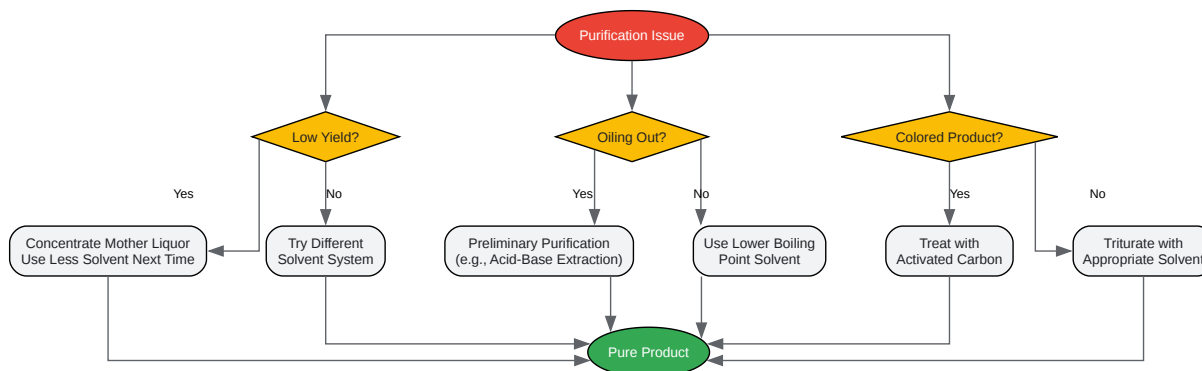 Purification Issue
Low Yield?
Oiling Out?
Colored Product?
Yes
No
Yes
No
Yes
No
Concentrate Mother Liquor
Use Less Solvent Next Time
Try Different
Solvent System
Preliminary Purification
(e.g., Acid-Base Extraction)
Use Lower Boiling
Point Solvent
Treat with
Activated Carbon
Triturate with
Appropriate Solvent
Pure Product